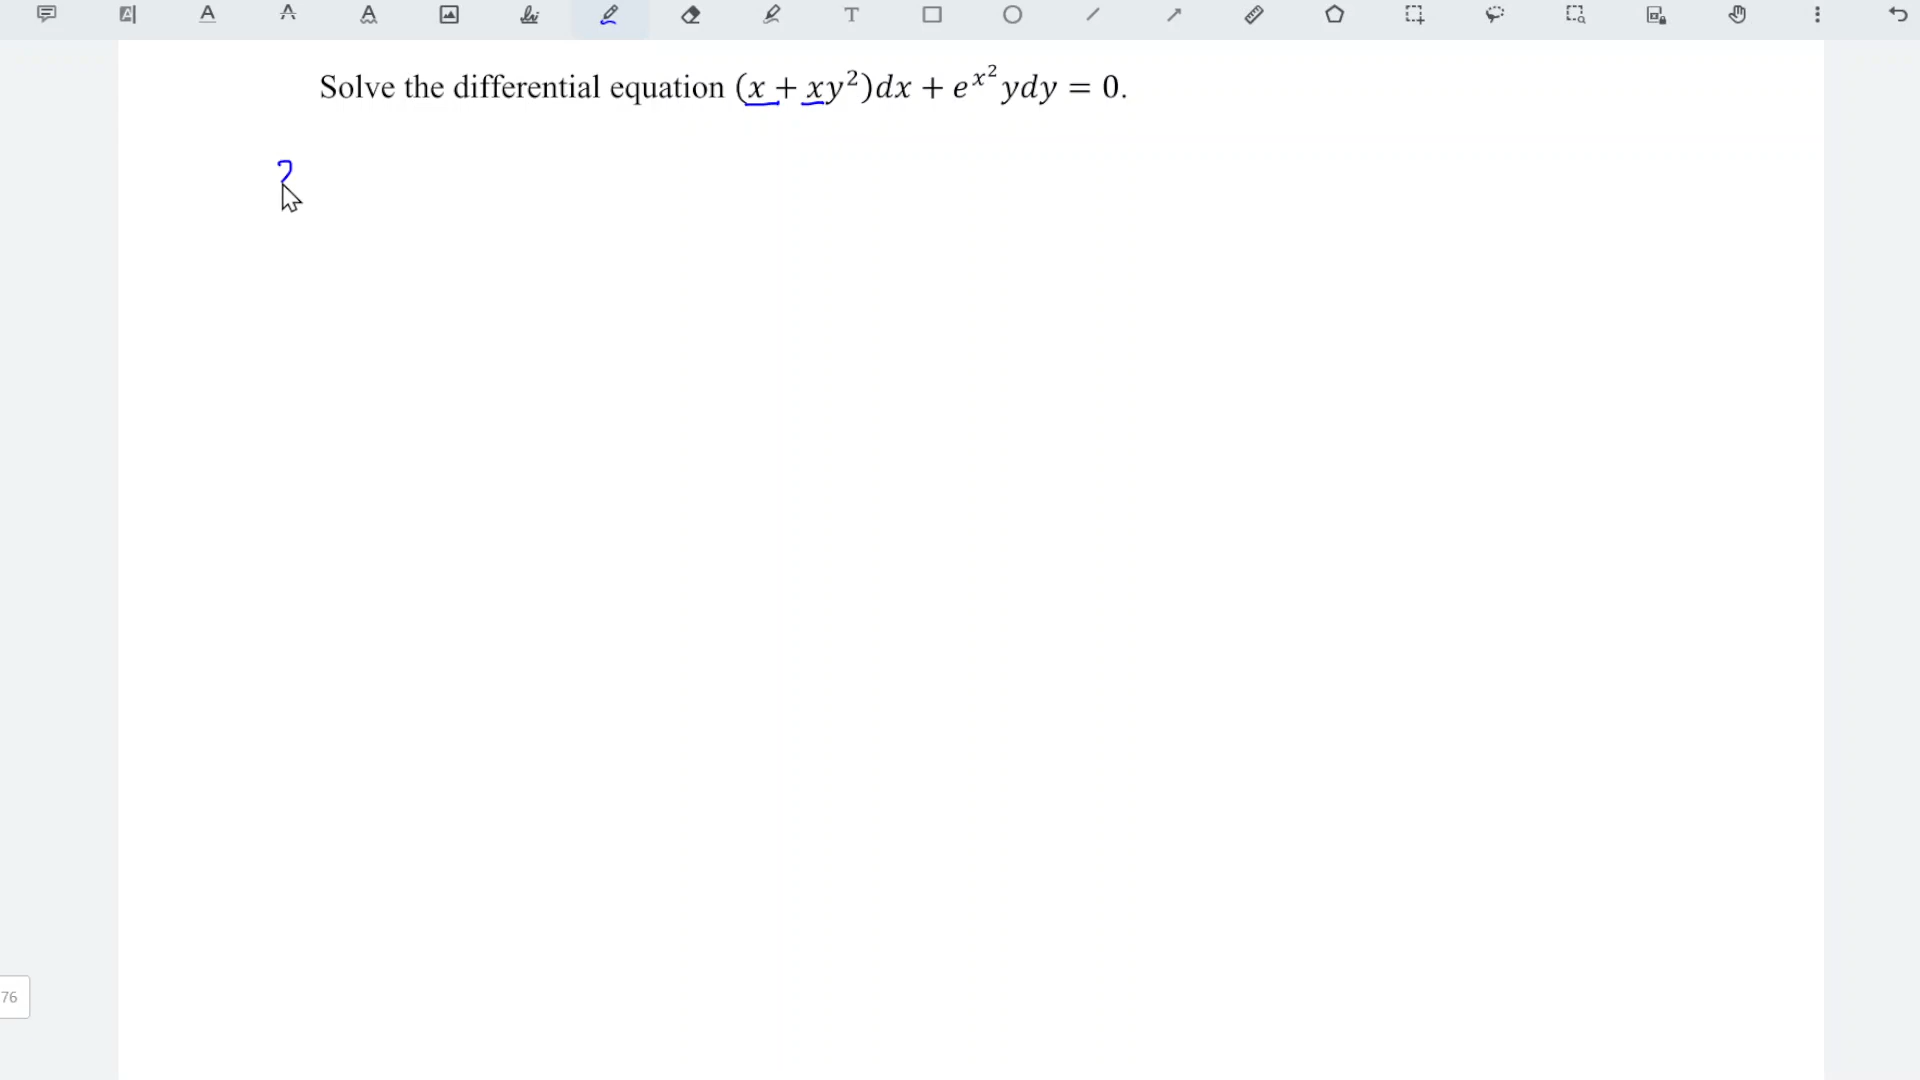 Solve the differential equation (x + xy²)dx + e^{x²}ydy = 0.
76